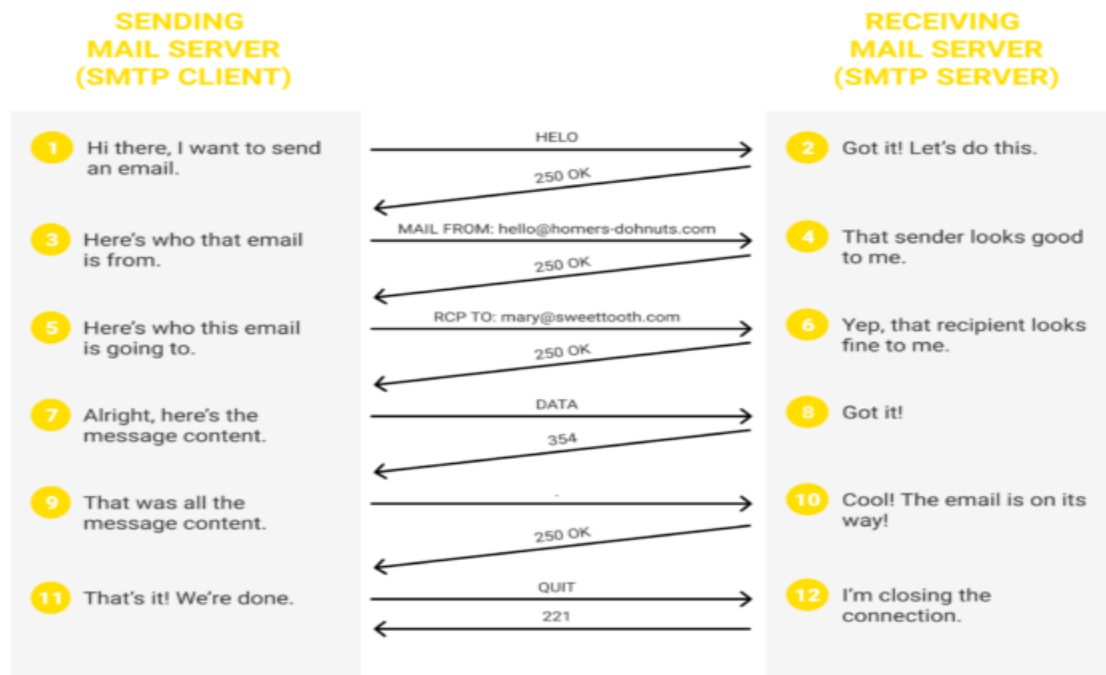 SENDING
MAIL SERVER
(SMTP CLIENT)
RECEIVING
MAIL SERVER
(SMTP SERVER)
1 Hi there, I want to send
an email.
HELO
2 Got it! Let's do this.
250 OK
3 Here's who that email
is from.
MAIL FROM: hello@homers-dohnuts.com
4 That sender looks good
to me.
250 OK
5 Here's who this email
is going to.
RCP TO: mary@sweettooth.com
6 Yep, that recipient looks
fine to me.
250 OK
7 Alright, here's the
message content.
DATA
8 Got it!
354
9 That was all the
message content.
.
10 Cool! The email is on its
way!
250 OK
11 That's it! We're done.
QUIT
12 I'm closing the
connection.
221